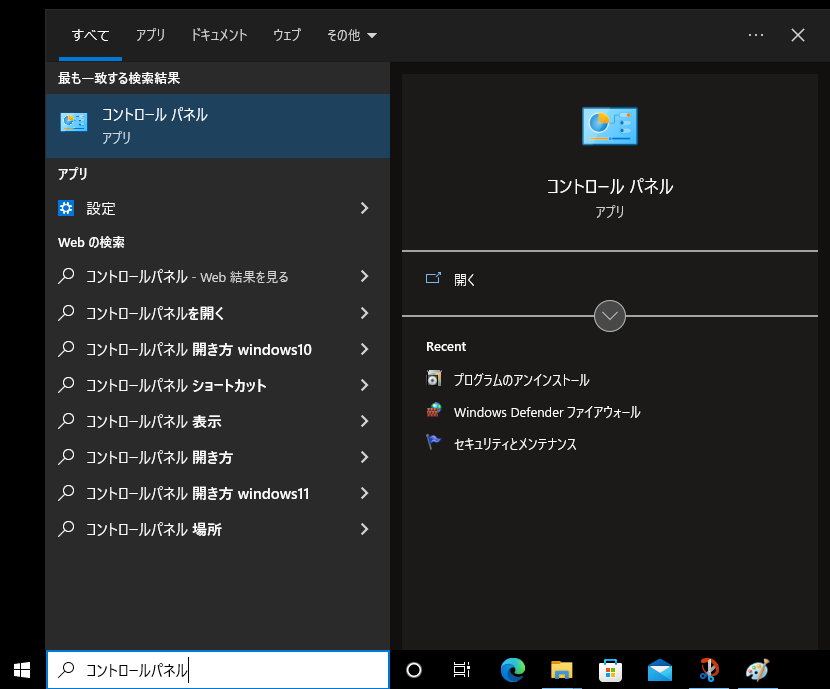 すべて アプリ ドキュメント ウェブ その他
最も一致する検索結果
コントロール パネル
アプリ
アプリ
設定
Web の検索
コントロールパネル - Web 結果を見る
コントロールパネルを開く
コントロールパネル 開き方 windows10
コントロールパネル ショートカット
コントロールパネル 表示
コントロールパネル 開き方
コントロールパネル 開き方 windows11
コントロールパネル 場所
コントロール パネル
アプリ
開く
Recent
プログラムのアンインストール
Windows Defender ファイアウォール
セキュリティとメンテナンス
コントロールパネル